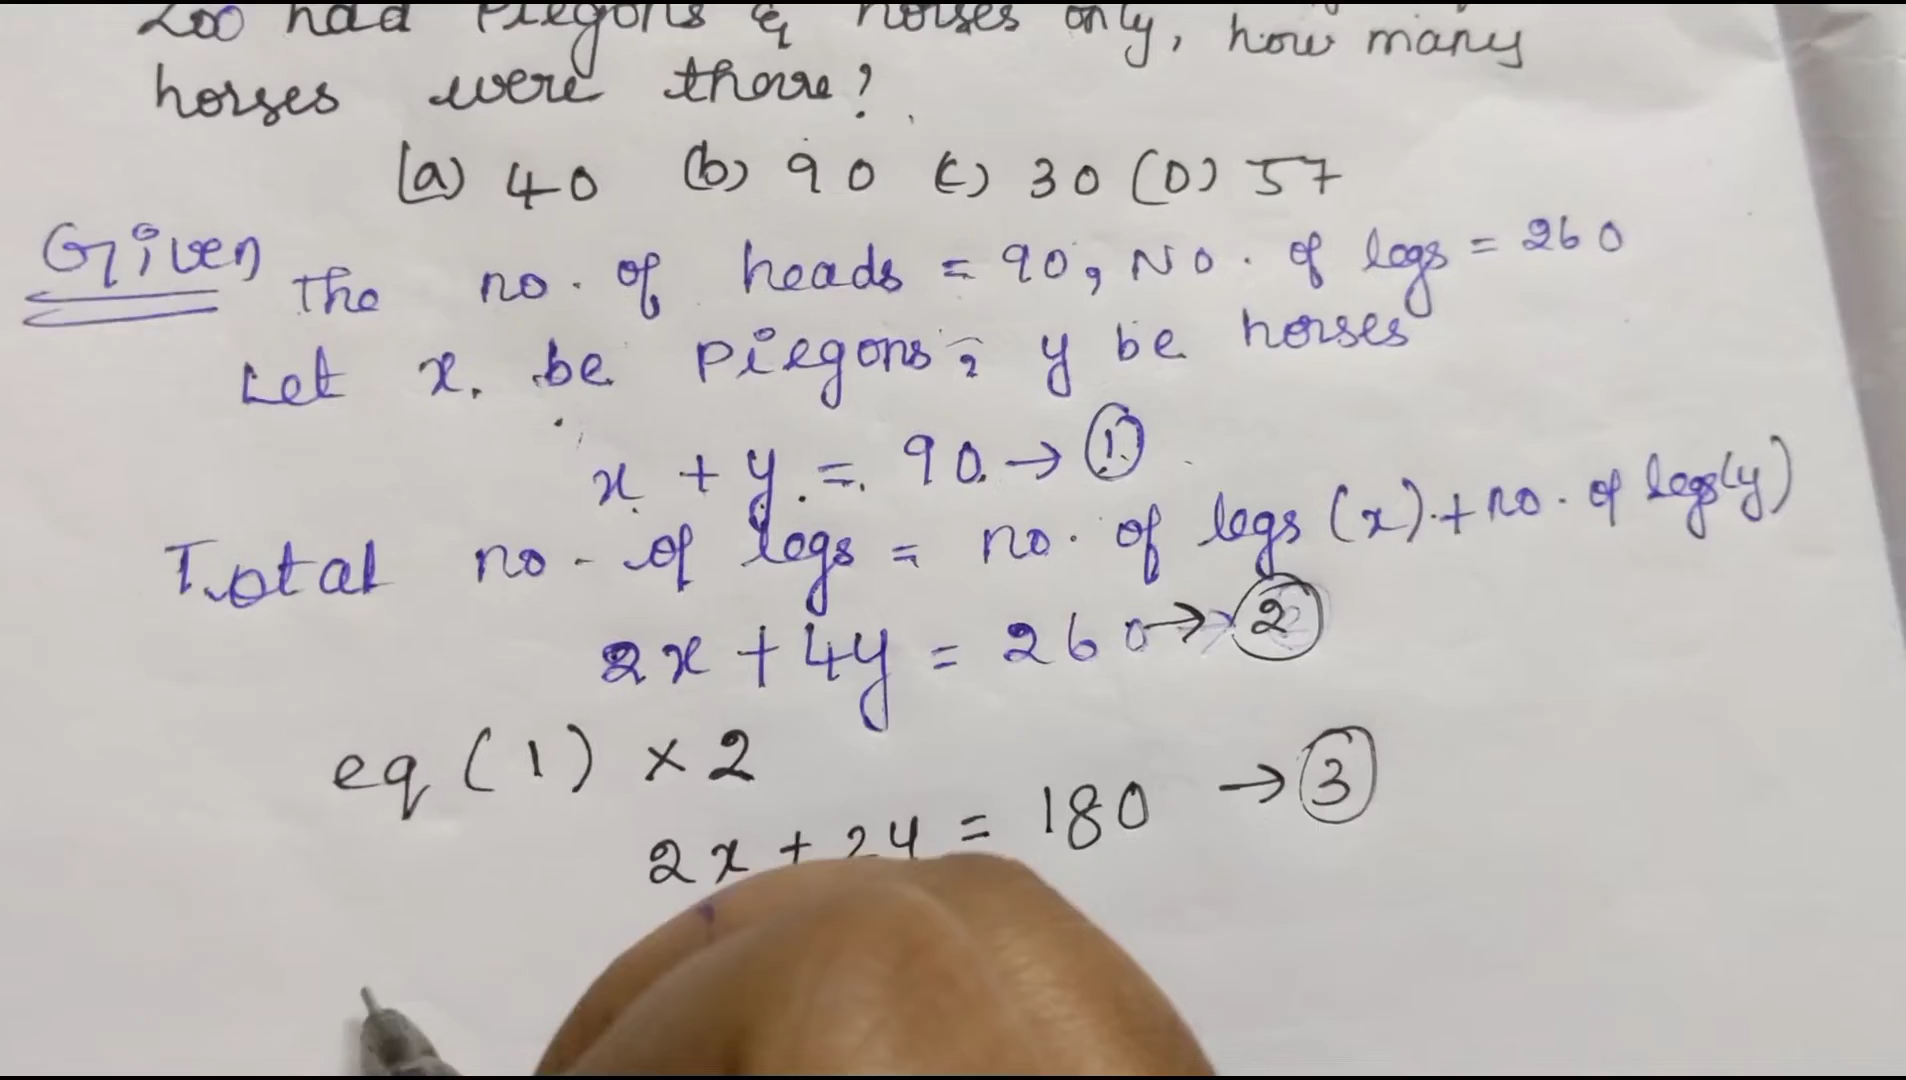 Zoo had Piegons & horses only, how many
horses were there?
(a) 40 (b) 90 (c) 30 (D) 57
Given The no. of heads = 90, No. of legs = 260
Let x. be Piegons, y be horses
x + y = 90 → ①
Total no. of legs = no. of legs (x) + no. of legs(y)
2x + 4y = 260 → ②
eq (1) × 2
2x + 2y = 180 → ③